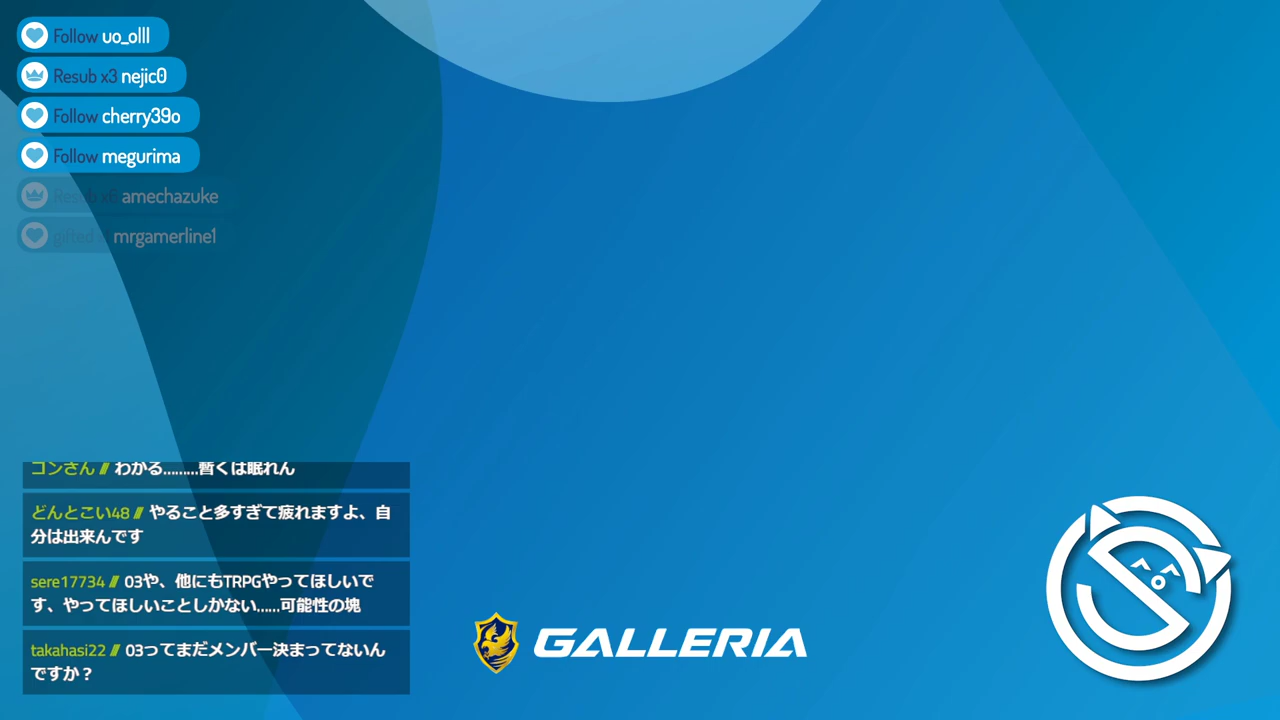 Follow uo_olll
Resub x3 nejic0
Follow cherry39o
Follow megurima
Resub x6 amechazuke
gifted mrgamerline1
コンさん /// わかる………暫くは眠れん
どんとこい48 /// やること多すぎて疲れますよ、自
分は出来んです
sere17734 /// 03や、他にもTRPGやってほしいで
す、やってほしいことしかない……可能性の塊
takahasi22 /// 03ってまだメンバー決まってないん
ですか？
GALLERIA